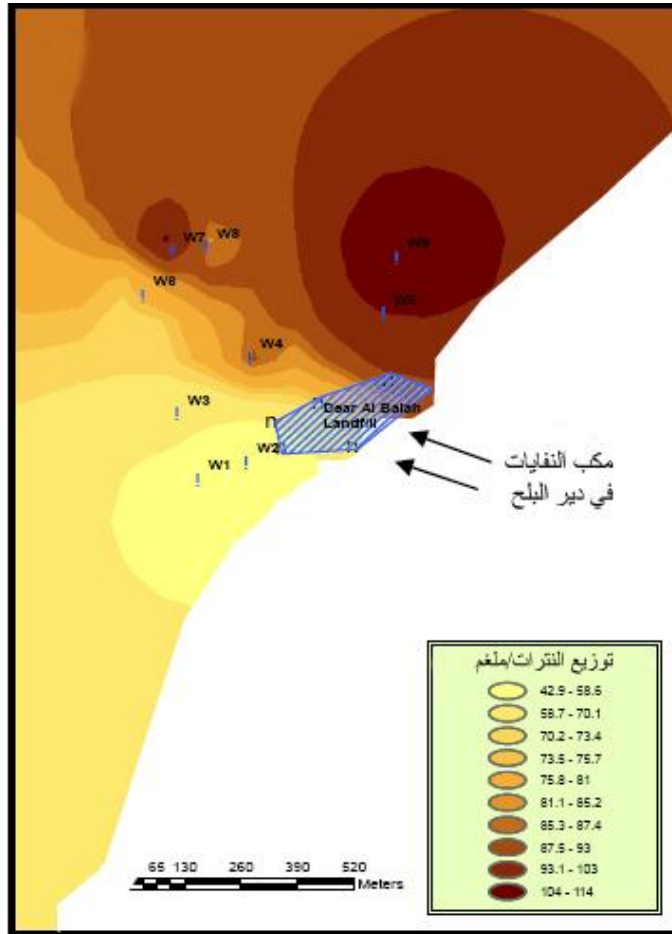 W7
W8
W9
W6
W5
W4
W3
Dear Al Balah
Landfill
W2
W1
مكب النفايات
في دير البلح
توزيع النترات/ملغم
42.9 - 58.6
58.7 - 70.1
70.2 - 73.4
73.5 - 75.7
75.8 - 81
81.1 - 85.2
85.3 - 87.4
87.5 - 93
93.1 - 103
104 - 114
65 130 260 390 520
Meters